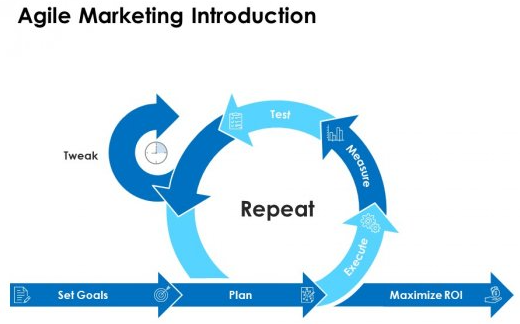 Agile Marketing Introduction
Test
Tweak
Measure
Repeat
Execute
Set Goals
Plan
Maximize ROI